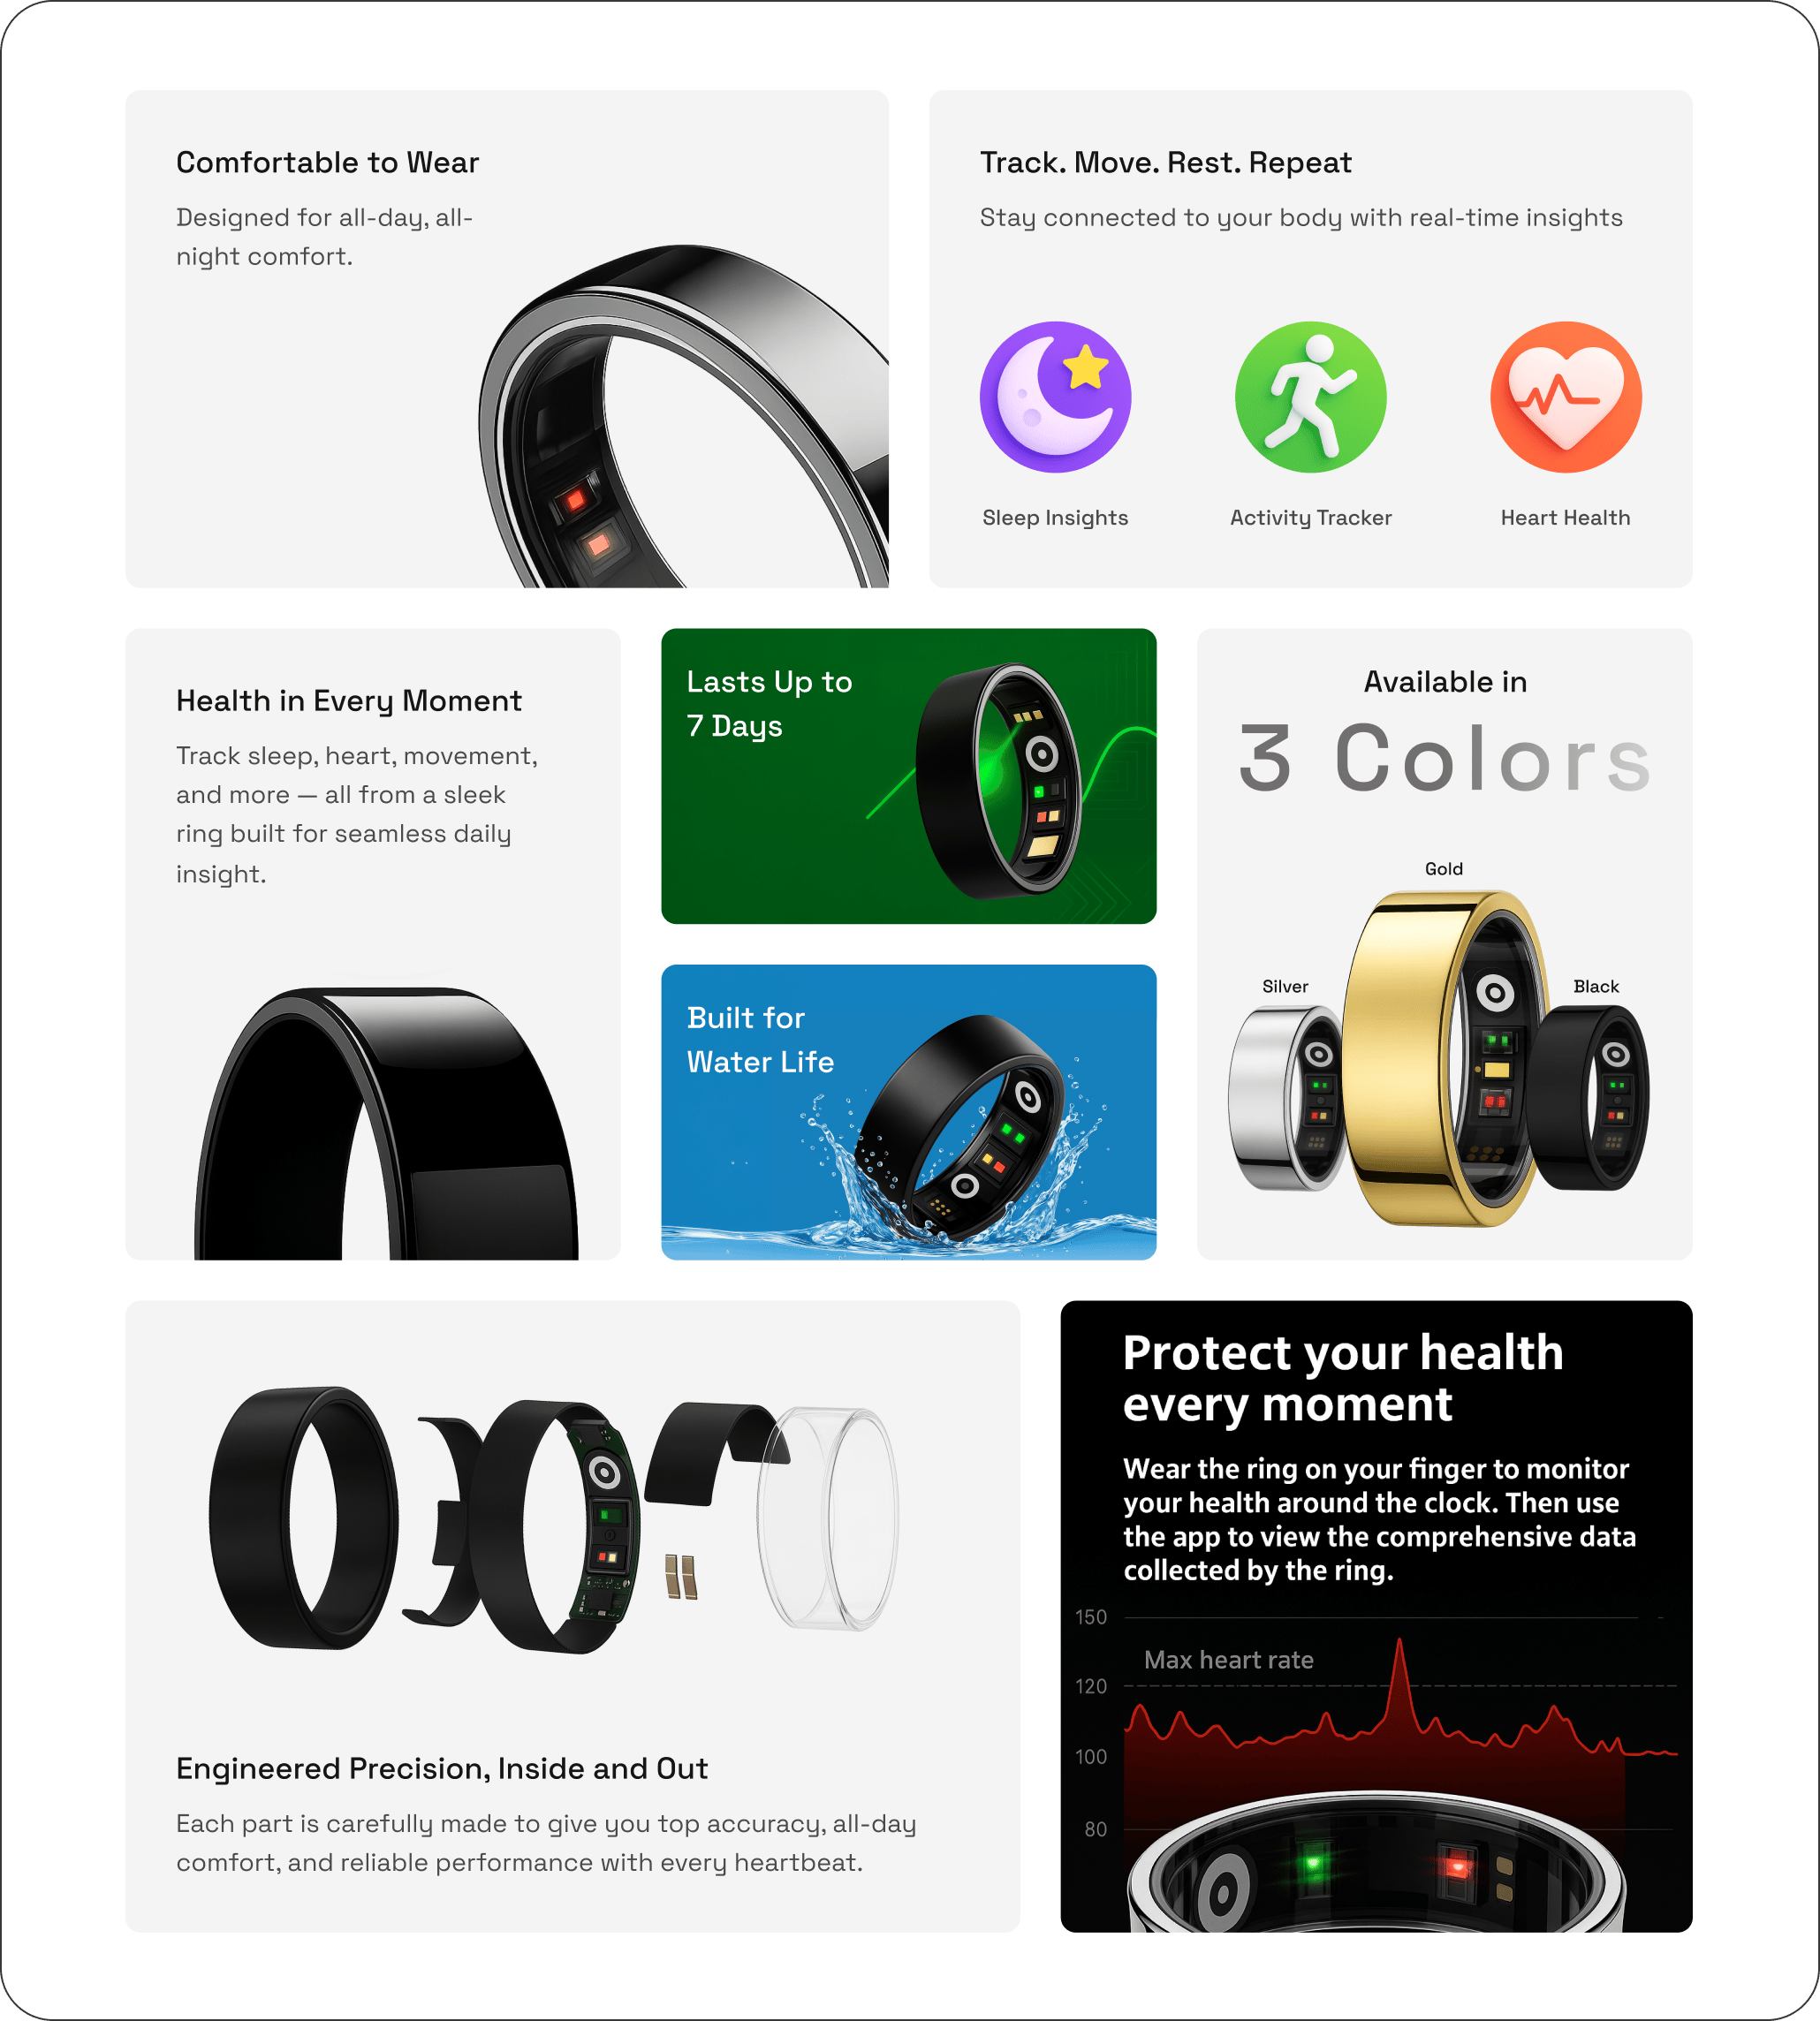 Comfortable to Wear
Designed for all-day, all-
night comfort.
Track. Move. Rest. Repeat
Stay connected to your body with real-time insights
Sleep Insights
Activity Tracker
Heart Health
Health in Every Moment
Track sleep, heart, movement,
and more — all from a sleek
ring built for seamless daily
insight.
Lasts Up to
7 Days
Built for
Water Life
Available in
3 Colors
Gold
Silver
Black
Engineered Precision, Inside and Out
Each part is carefully made to give you top accuracy, all-day
comfort, and reliable performance with every heartbeat.
Protect your health
every moment
Wear the ring on your finger to monitor
your health around the clock. Then use
the app to view the comprehensive data
collected by the ring.
150
Max heart rate
120
100
80